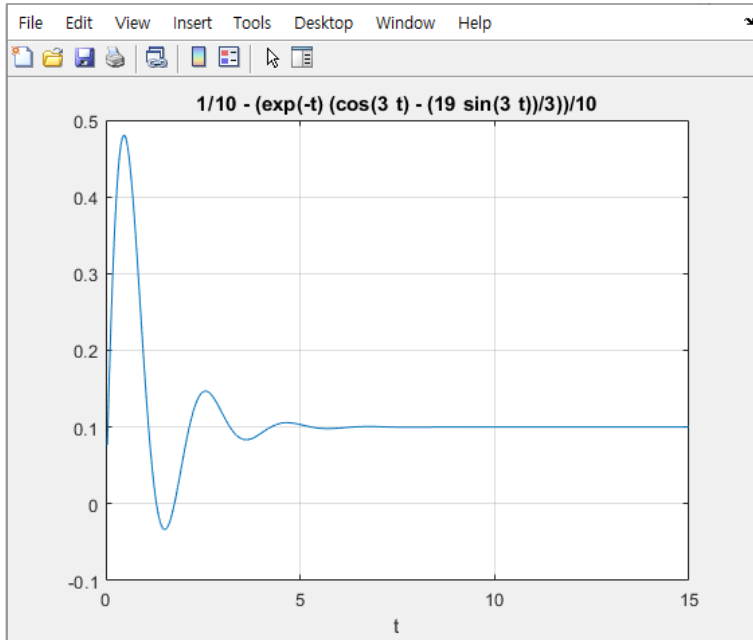 File Edit View Insert Tools Desktop Window Help
1/10 - (exp(-t) (cos(3 t) - (19 sin(3 t))/3))/10
0.5
0.4
0.3
0.2
0.1
0
-0.1
0 5 10 15
t